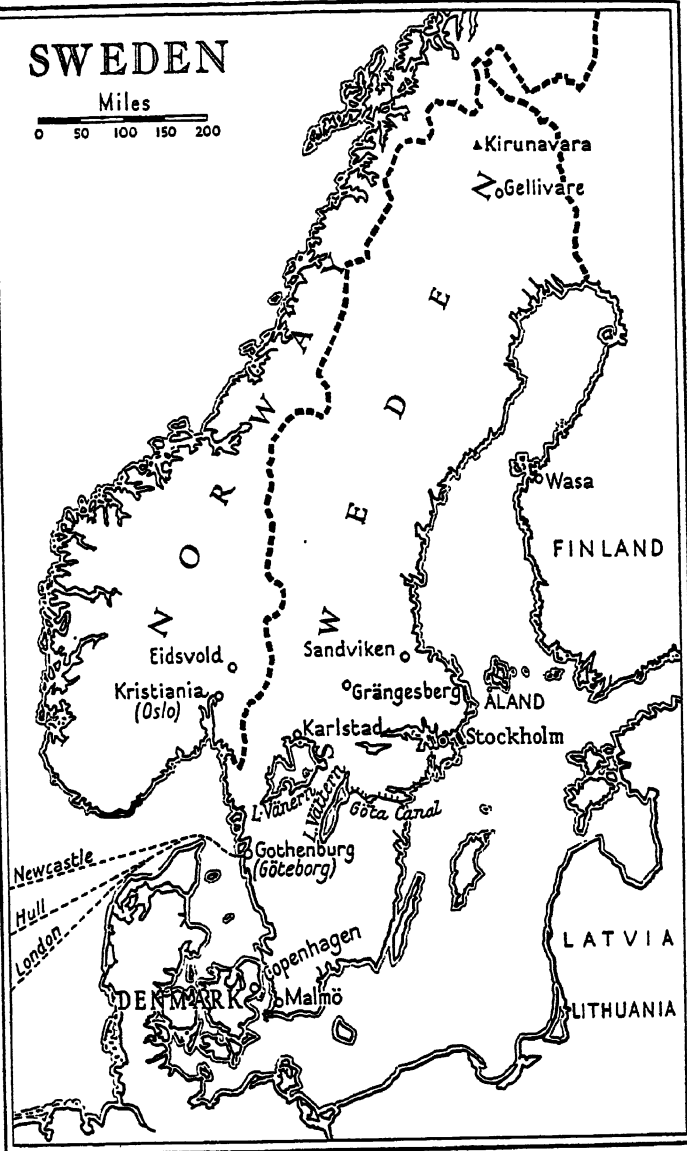 SWEDEN
Miles
0 50 100 150 200
Kirunavara
Gellivare
NORWAY
SWEDEN
Wasa
FINLAND
Eidsvold
Sandviken
Kristiania
(Oslo)
Grängesberg
ÅLAND
Karlstad
Stockholm
L.Vänern
L.Vättern
Göta Canal
Newcastle
Gothenburg
(Göteborg)
Hull
London
Copenhagen
LATVIA
DENMARK
Malmö
LITHUANIA